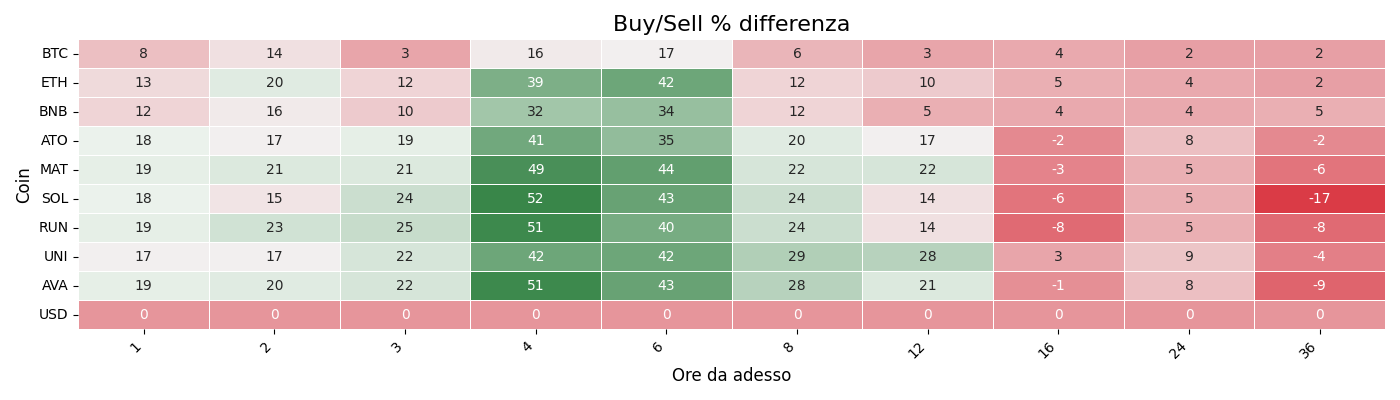 Buy/Sell % differenza
Coin
BTC 8 14 3 16 17 6 3 4 2 2
ETH 13 20 12 39 42 12 10 5 4 2
BNB 12 16 10 32 34 12 5 4 4 5
ATO 18 17 19 41 35 20 17 -2 8 -2
MAT 19 21 21 49 44 22 22 -3 5 -6
SOL 18 15 24 52 43 24 14 -6 5 -17
RUN 19 23 25 51 40 24 14 -8 5 -8
UNI 17 17 22 42 42 29 28 3 9 -4
AVA 19 20 22 51 43 28 21 -1 8 -9
USD 0 0 0 0 0 0 0 0 0 0
1 2 3 4 6 8 12 16 24 36
Ore da adesso